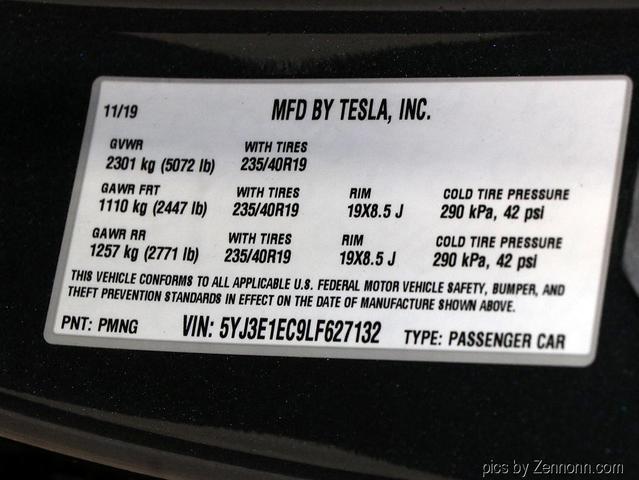 11/19 MFD BY TESLA, INC.
GVWR WITH TIRES
2301 kg (5072 lb) 235/40R19
GAWR FRT WITH TIRES RIM COLD TIRE PRESSURE
1110 kg (2447 lb) 235/40R19 19X8.5 J 290 kPa, 42 psi
GAWR RR WITH TIRES RIM COLD TIRE PRESSURE
1257 kg (2771 lb) 235/40R19 19X8.5 J 290 kPa, 42 psi
THIS VEHICLE CONFORMS TO ALL APPLICABLE U.S. FEDERAL MOTOR VEHICLE SAFETY, BUMPER, AND
THEFT PREVENTION STANDARDS IN EFFECT ON THE DATE OF MANUFACTURE SHOWN ABOVE.
PNT: PMNG VIN: 5YJ3E1EC9LF627132 TYPE: PASSENGER CAR
pics by Zennonn.com